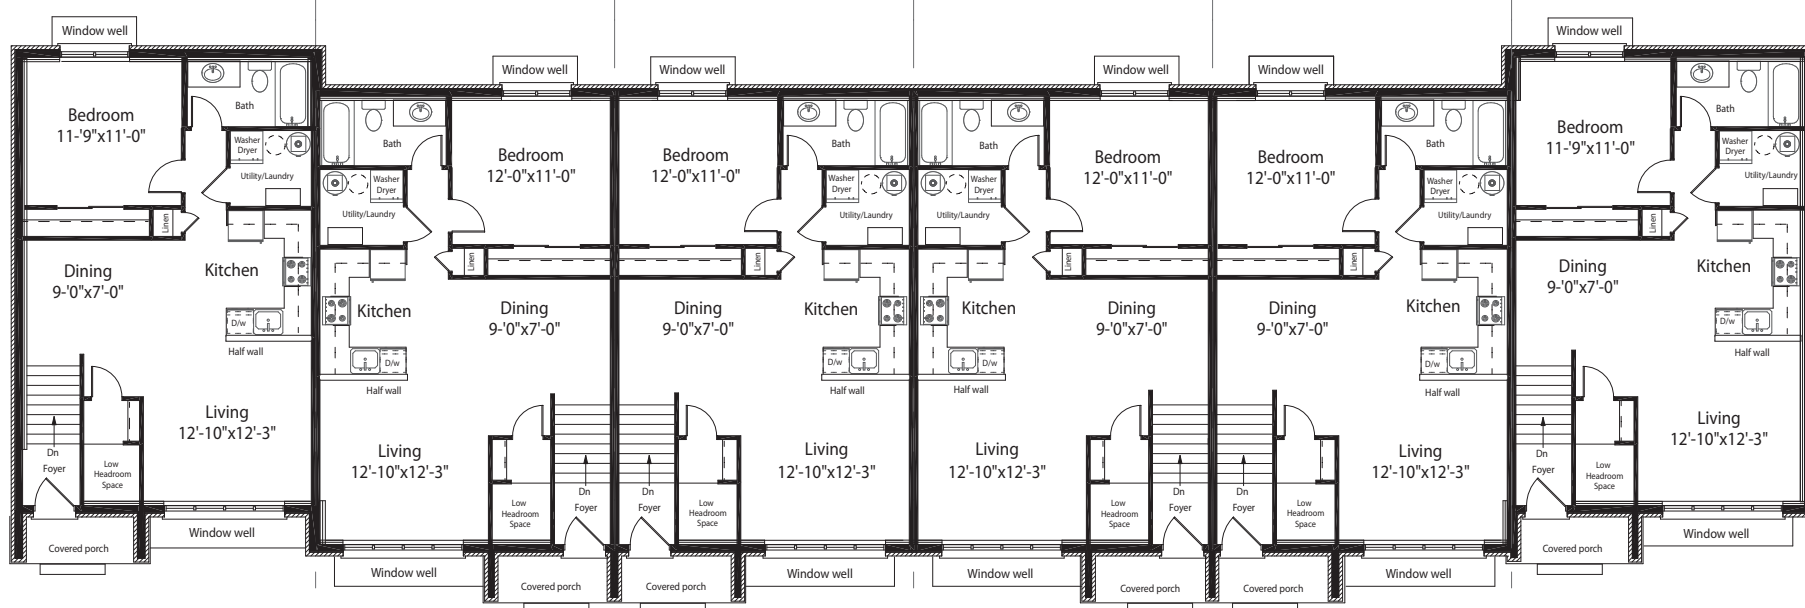 Window well
Bedroom
11-'9"x11'-0"
Bath
Washer
Dryer
Utility/Laundry
Linen
Dining
9-'0"x7'-0"
Kitchen
D/w
Half wall
Living
12'-10"x12'-3"
Dn
Foyer
Low
Headroom
Space
Covered porch
Window well
Window well
Bath
Bedroom
12'-0"x11'-0"
Washer
Dryer
Utility/Laundry
Linen
Kitchen
Dining
9-'0"x7'-0"
D/w
Half wall
Living
12'-10"x12'-3"
Low
Headroom
Space
Dn
Foyer
Window well
Covered porch
Window well
Bedroom
12'-0"x11'-0"
Bath
Washer
Dryer
Utility/Laundry
Linen
Dining
9-'0"x7'-0"
Kitchen
D/w
Half wall
Living
12'-10"x12'-3"
Dn
Foyer
Low
Headroom
Space
Covered porch
Window well
Window well
Bath
Bedroom
12'-0"x11'-0"
Washer
Dryer
Utility/Laundry
Linen
Kitchen
Dining
9-'0"x7'-0"
D/w
Half wall
Living
12'-10"x12'-3"
Low
Headroom
Space
Dn
Foyer
Window well
Covered porch
Window well
Bedroom
12'-0"x11'-0"
Bath
Washer
Dryer
Utility/Laundry
Linen
Dining
9-'0"x7'-0"
Kitchen
D/w
Half wall
Living
12'-10"x12'-3"
Dn
Foyer
Low
Headroom
Space
Covered porch
Window well
Window well
Bedroom
11-'9"x11'-0"
Bath
Washer
Dryer
Utility/Laundry
Linen
Dining
9-'0"x7'-0"
Kitchen
D/w
Half wall
Living
12'-10"x12'-3"
Dn
Foyer
Low
Headroom
Space
Covered porch
Window well